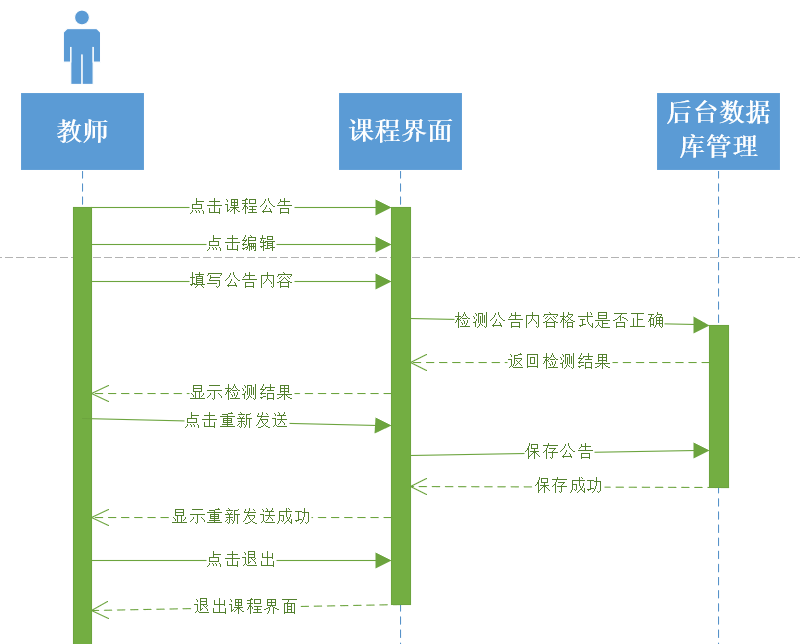 教师
课程界面
后台数据
库管理
点击课程公告
点击编辑
填写公告内容
检测公告内容格式是否正确
返回检测结果
显示检测结果
点击重新发送
保存公告
保存成功
显示重新发送成功
点击退出
退出课程界面